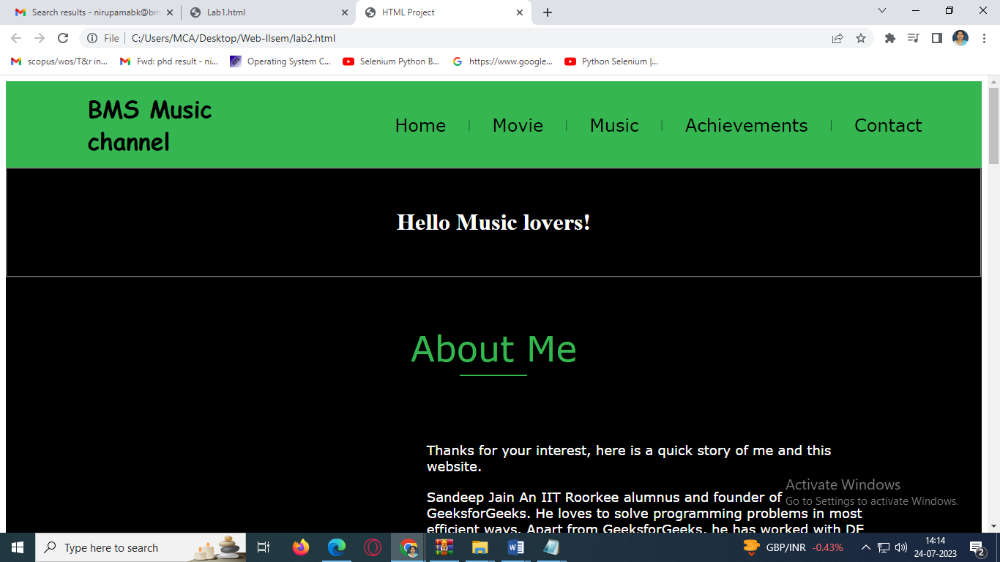 Search results - nirupamabk@bm
Lab1.html
HTML Project
File
C:/Users/MCA/Desktop/Web-IIsem/lab2.html
scopus/wos/T&r in...
Fwd: phd result - ni...
Operating System C...
Selenium Python B...
https://www.google...
Python Selenium |...
BMS Music
channel
Home
Movie
Music
Achievements
Contact
Hello Music lovers!
About Me
Thanks for your interest, here is a quick story of me and this
website.
Sandeep Jain An IIT Roorkee alumnus and founder of
GeeksforGeeks. He loves to solve programming problems in most
efficient ways. Apart from GeeksforGeeks, he has worked with DE
Activate Windows
Go to Settings to activate Windows.
Type here to search
GBP/INR -0.43%
14:14
24-07-2023
2